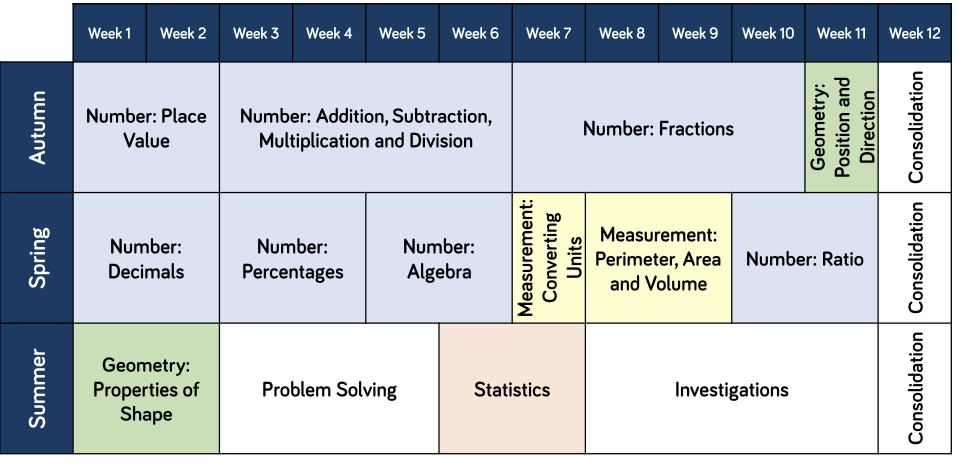 Week 1 Week 2 Week 3 Week 4 Week 5 Week 6 Week 7 Week 8 Week 9 Week 10 Week 11 Week 12
Autumn
Number: Place
Value
Number: Addition, Subtraction,
Multiplication and Division
Number: Fractions
Geometry:
Position and
Direction
Consolidation
Spring
Number:
Decimals
Number:
Percentages
Number:
Algebra
Measurement:
Converting
Units
Measurement:
Perimeter, Area
and Volume
Number: Ratio
Consolidation
Summer
Geometry:
Properties of
Shape
Problem Solving
Statistics
Investigations
Consolidation